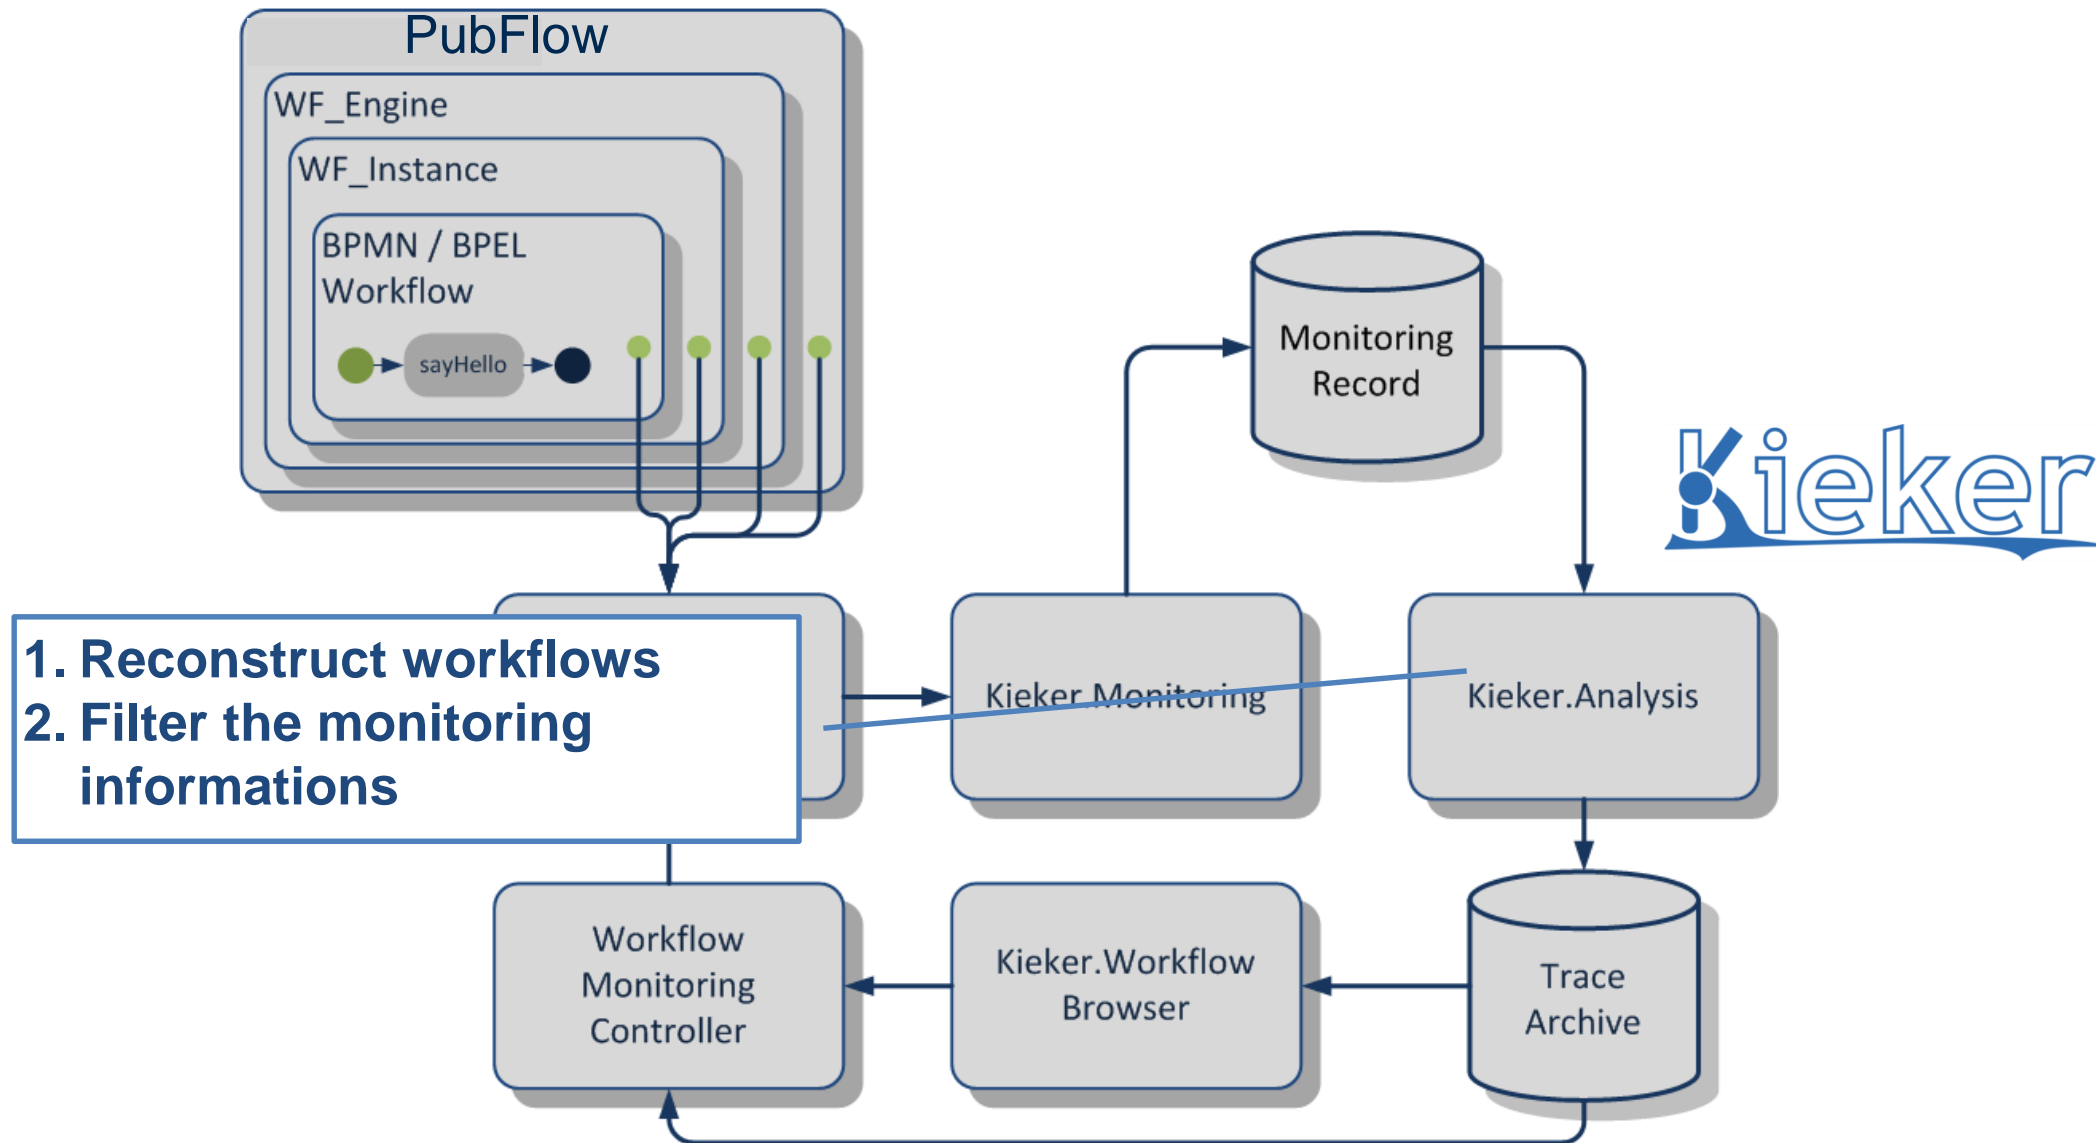 PubFlow
WF_Engine
WF_Instance
BPMN / BPEL
Workflow
sayHello
Monitoring
Record
Kieker
1. Reconstruct workflows
2. Filter the monitoring
informations
Kieker.Monitoring
Kieker.Analysis
Workflow
Monitoring
Controller
Kieker.Workflow
Browser
Trace
Archive